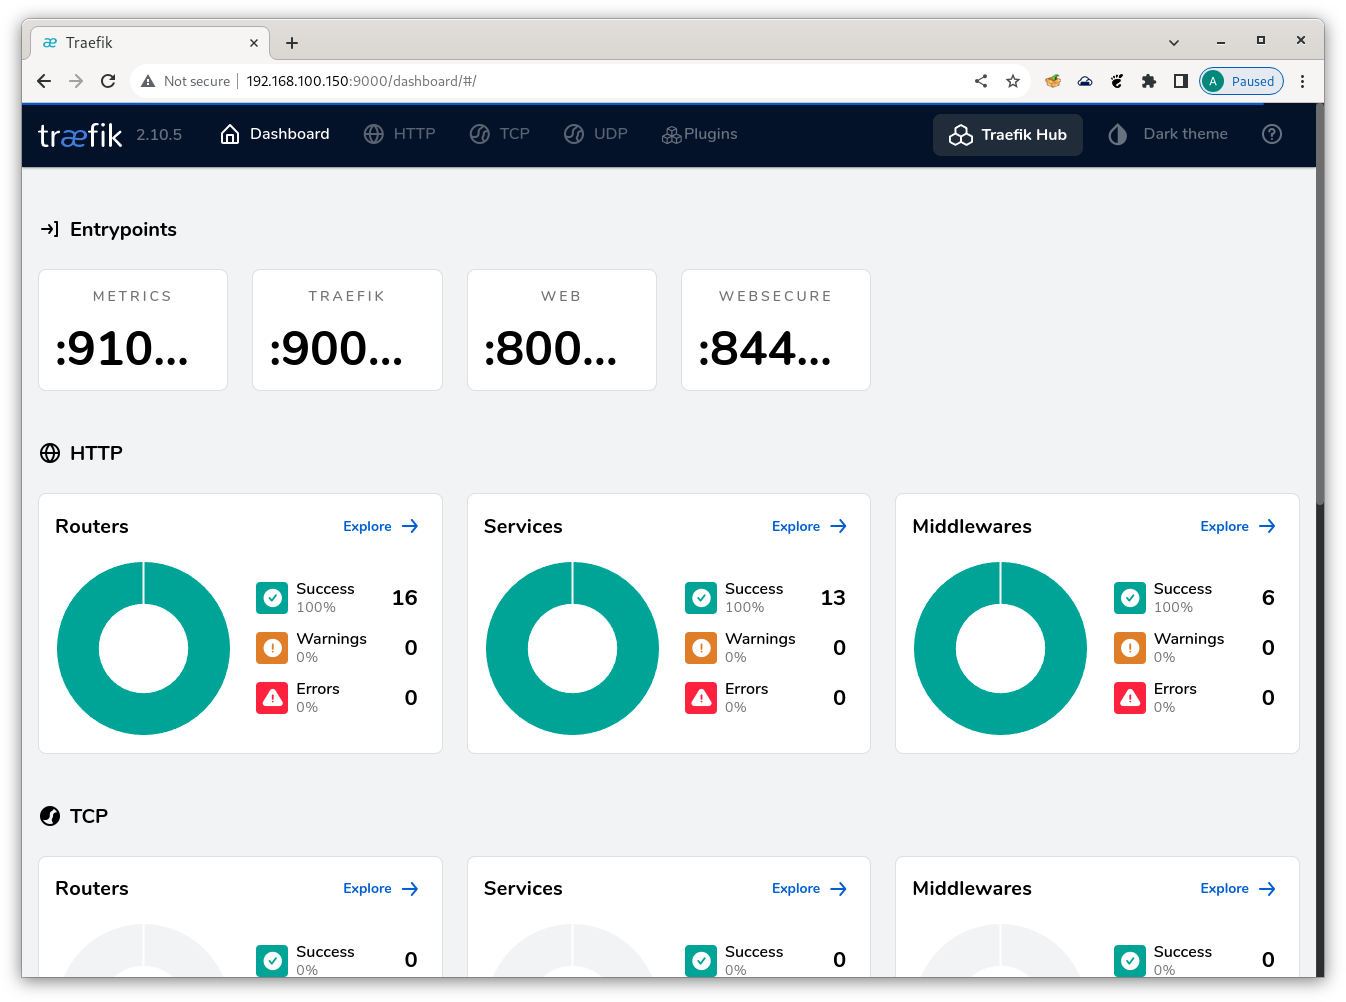 Traefik
Not secure 192.168.100.150:9000/dashboard/#/ A Paused
træfik 2.10.5 Dashboard HTTP TCP UDP Plugins Traefik Hub Dark theme
Entrypoints
METRICS TRAEFIK WEB WEBSECURE
:910... :900... :800... :844...
HTTP
Routers Explore
Success 16
100%
Warnings 0
0%
Errors 0
0%
Services Explore
Success 13
100%
Warnings 0
0%
Errors 0
0%
Middlewares Explore
Success 6
100%
Warnings 0
0%
Errors 0
0%
TCP
Routers Explore
Success 0
0%
Services Explore
Success 0
0%
Middlewares Explore
Success 0
0%